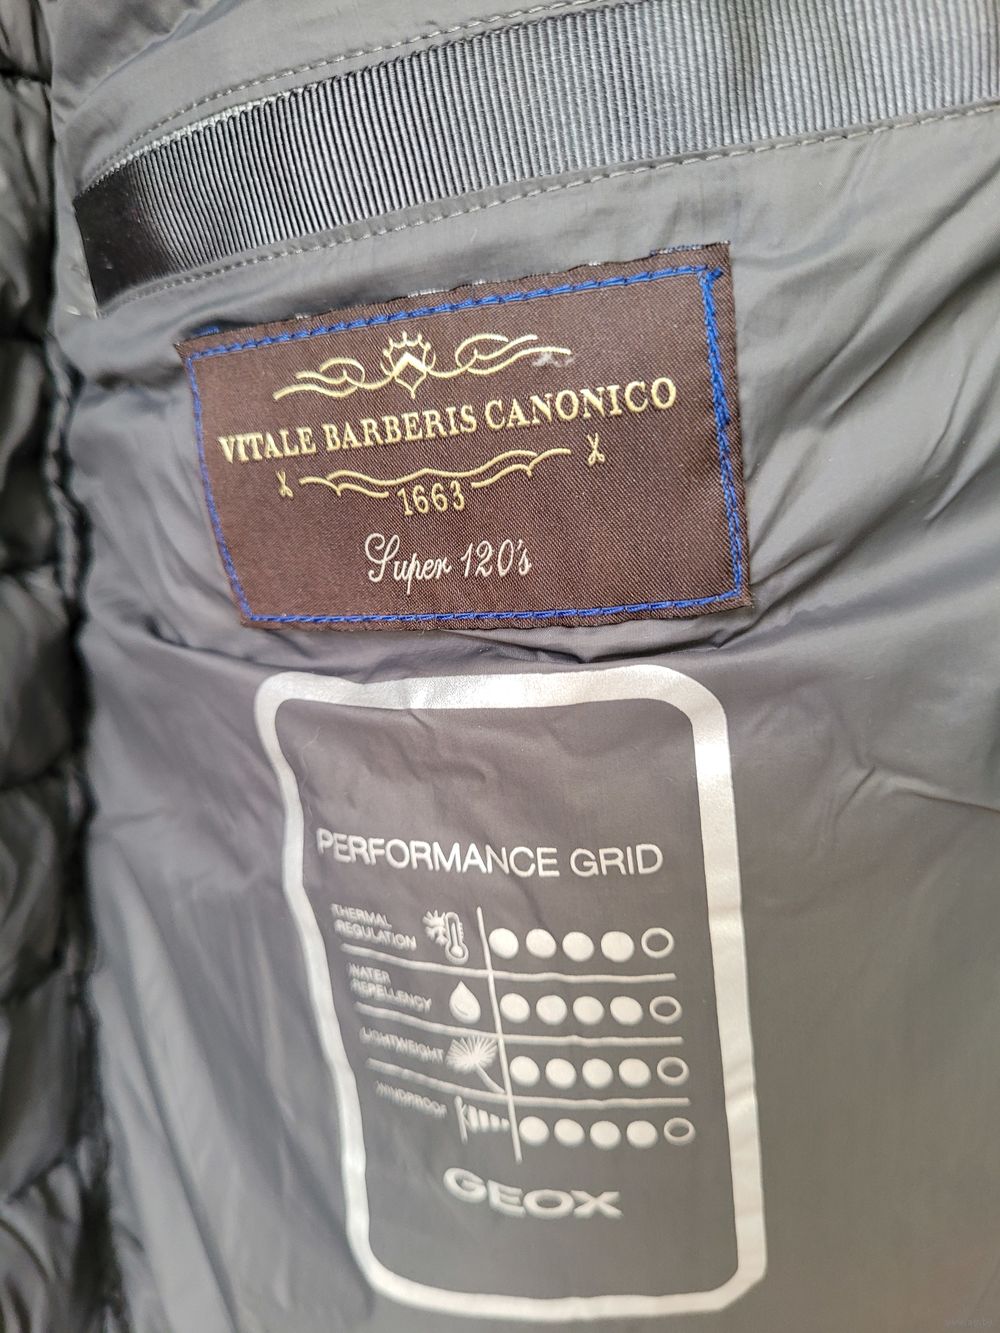 VITALE BARBERIS CANONICO
1663
Super 120's
PERFORMANCE GRID
THERMAL
REGULATION
WATER
REPELLENCY
LIGHTWEIGHT
WINDPROOF
GEOX